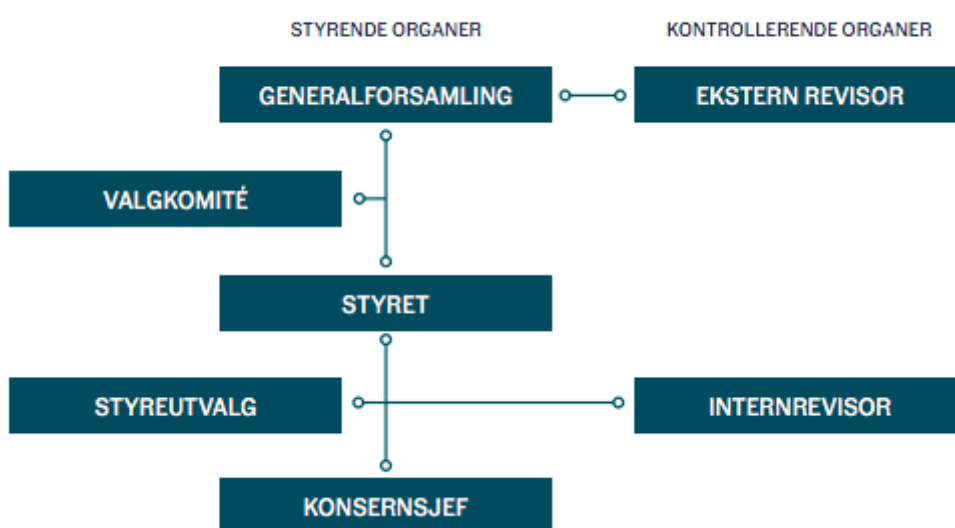 STYRENDE ORGANER
KONTROLLERENDE ORGANER
GENERALFORSAMLING
EKSTERN REVISOR
VALGKOMITÉ
STYRET
STYREUTVALG
INTERNREVISOR
KONSERNSJEF